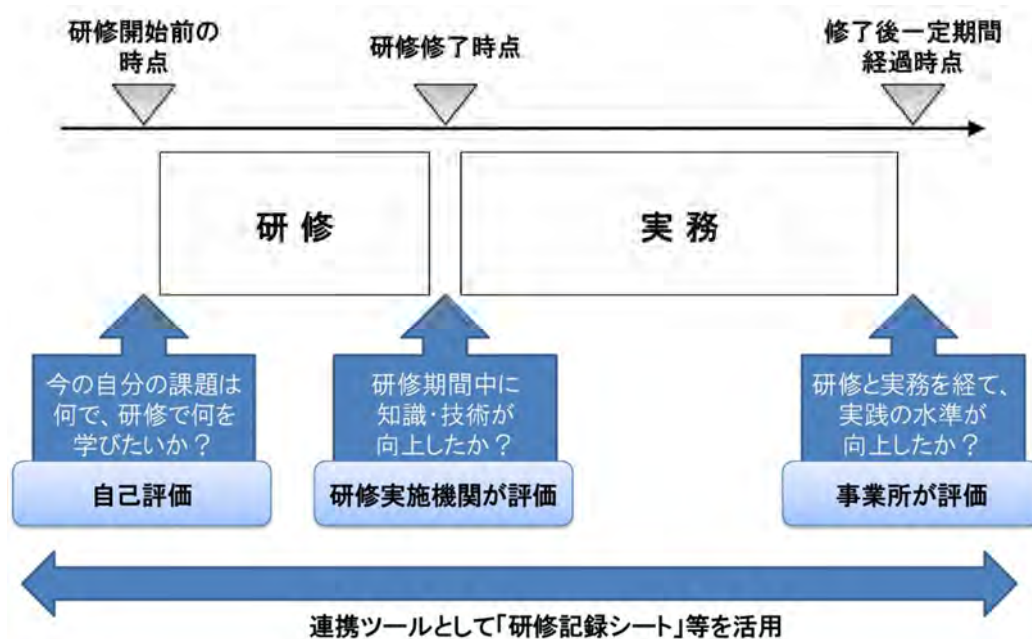 研修開始前の
時点
研修修了時点
修了後一定期間
経過時点
研 修
実 務
今の自分の課題は
何で、研修で何を
学びたいか？
自己評価
研修期間中に
知識・技術が
向上したか？
研修実施機関が評価
研修と実務を経て、
実践の水準が
向上したか？
事業所が評価
連携ツールとして「研修記録シート」等を活用